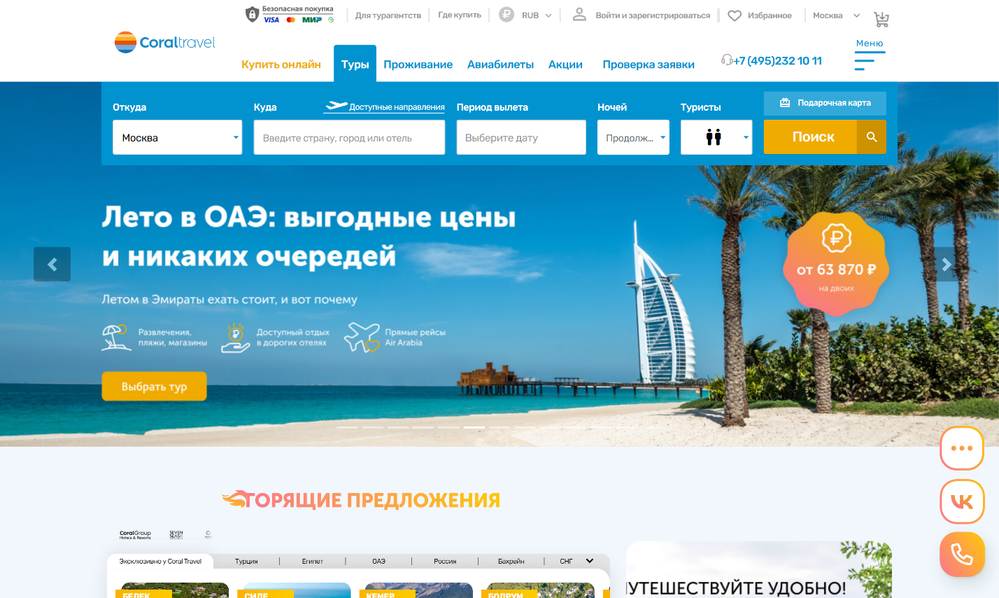 Безопасная покупка
VISA
МИР
Для турагентств
Где купить
RUB
Войти и зарегистрироваться
Избранное
Москва
Coraltravel
Меню
Купить онлайн
Туры
Проживание
Авиабилеты
Акции
Проверка заявки
+7 (495)232 10 11
Откуда
Куда
Доступные направления
Период вылета
Ночей
Туристы
Подарочная карта
Москва
Введите страну, город или отель
Выберите дату
Продолж...
Поиск
Лето в ОАЭ: выгодные цены
и никаких очередей
от 63 870 ₽
на двоих
Летом в Эмираты ехать стоит, и вот почему
Развлечения,
пляжи, магазины
Доступный отдых
в дорогих отелях
Прямые рейсы
Air Arabia
Выбрать тур
ГОРЯЩИЕ ПРЕДЛОЖЕНИЯ
CoralGroup
Hotels & Resorts
SEVEN
SEAS
Эксклюзивно у Coral Travel
Турция
Египет
ОАЭ
Россия
Бахрейн
СНГ
УТЕШЕСТВУЙТЕ УДОБНО!
БЕЛЕК
СИДЕ
КЕМЕР
БОДРУМ